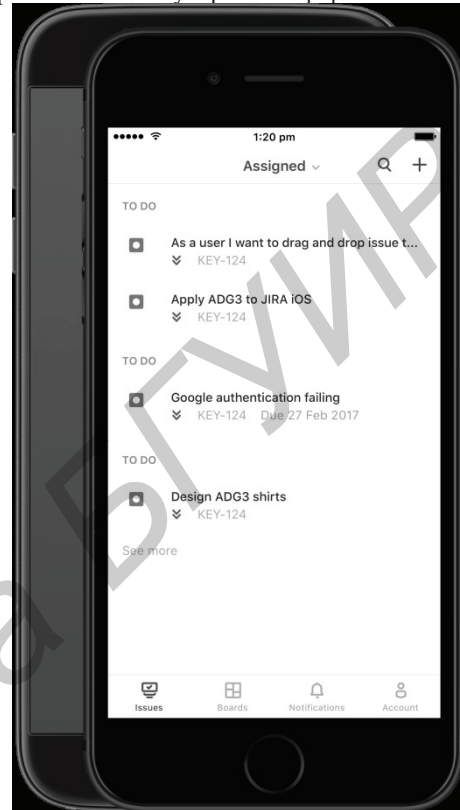 1:20 pm
Assigned
TO DO
As a user I want to drag and drop issue t...
KEY-124
Apply ADG3 to JIRA iOS
KEY-124
TO DO
Google authentication failing
KEY-124 Due 27 Feb 2017
TO DO
Design ADG3 shirts
KEY-124
See more
Issues Boards Notifications Account
а БГУИР